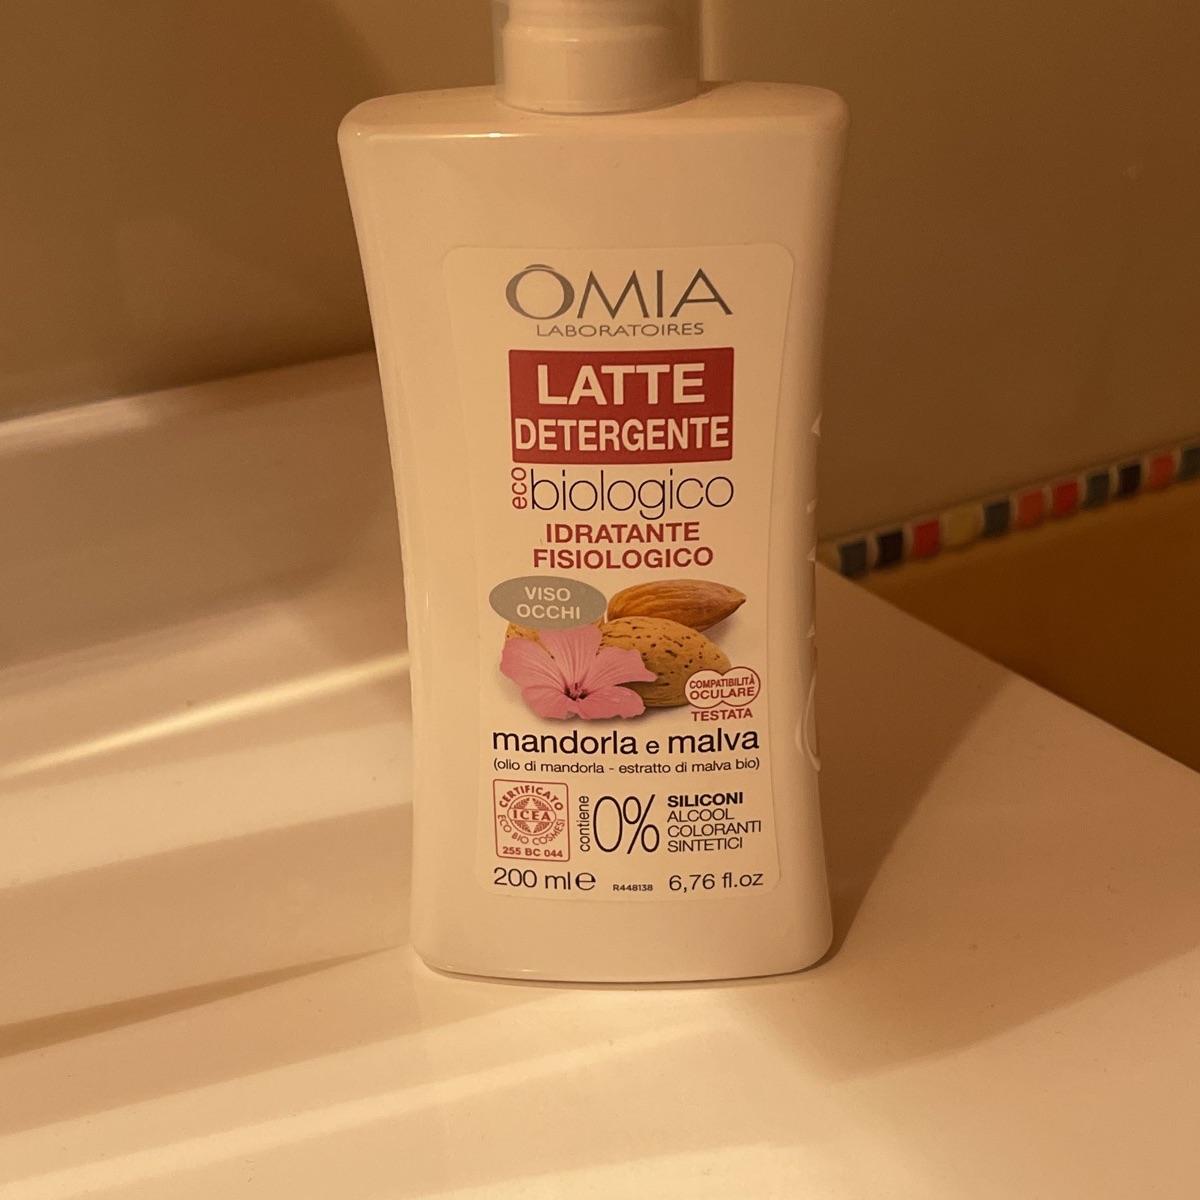 ÔMIA
LABORATOIRES
LATTE
DETERGENTE
eco biologico
IDRATANTE
FISIOLOGICO
VISO
OCCHI
COMPATIBILITÀ
OCULARE
TESTATA
mandorla e malva
(olio di mandorla - estratto di malva bio)
CERTIFICATO
ICEA
ECO BIO COSMESI
255 BC 044
contiene
0%
SILICONI
ALCOOL
COLORANTI
SINTETICI
200 ml e
R448138
6,76 fl.oz